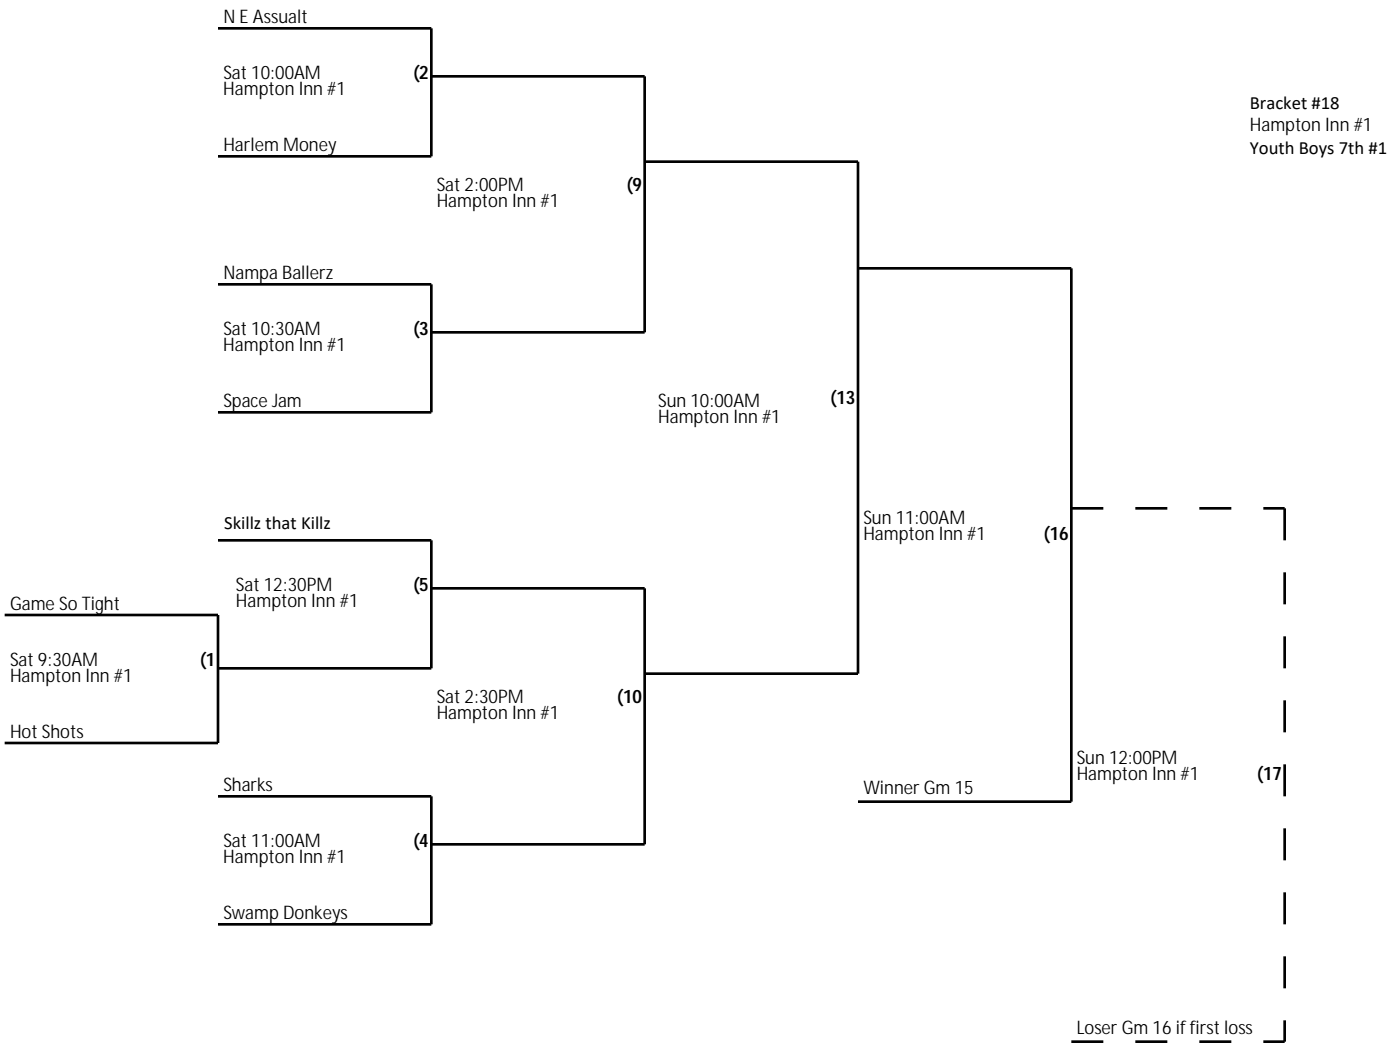 N E Assualt
Sat 10:00AM
Hampton Inn #1
(2
Harlem Money
Bracket #18
Hampton Inn #1
Youth Boys 7th #1
Sat 2:00PM
Hampton Inn #1
(9
Nampa Ballerz
Sat 10:30AM
Hampton Inn #1
(3
Space Jam
Sun 10:00AM
Hampton Inn #1
(13
Skillz that Killz
Sat 12:30PM
Hampton Inn #1
(5
Game So Tight
Sat 9:30AM
Hampton Inn #1
(1
Hot Shots
Sat 2:30PM
Hampton Inn #1
(10
Sharks
Sat 11:00AM
Hampton Inn #1
(4
Swamp Donkeys
Sun 11:00AM
Hampton Inn #1
(16
Winner Gm 15
Sun 12:00PM
Hampton Inn #1
(17
Loser Gm 16 if first loss